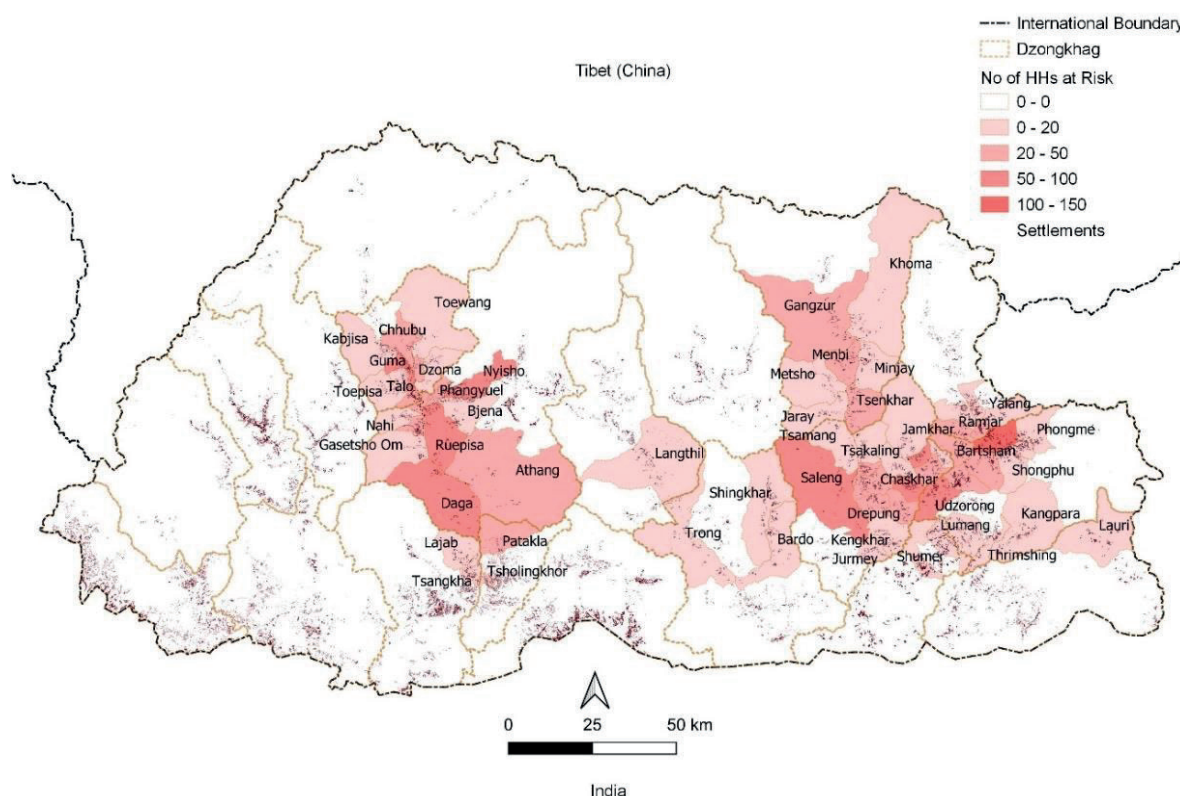 International Boundary
Dzongkhag
Tibet (China)
No of HHs at Risk
0 - 0
0 - 20
20 - 50
50 - 100
100 - 150
Settlements
Khoma
Toewang
Gangzur
Chhubu
Kabjisa
Guma
Dzoma
Nyisho
Menbi
Metsho
Minjay
Toepisa
Talo
Phangyuel
Bjena
Tsenkhar
Yalang
Jaray
Nahi
Ramjar
Jamkhar
Phongme
Tsamang
Gasetsho Om
Rüepisa
Langthil
Tsakaling
Bartsham
Athang
Shongphu
Saleng
Chaskhar
Shingkhar
Daga
Drepung
Udzorong
Kangpara
Lumang
Lauri
Trong
Bardo
Kengkhar
Lajab
Patakla
Jurmey
Shumer
Thrimshing
Tsangkha
Tsholingkhor
0 25 50 km
India